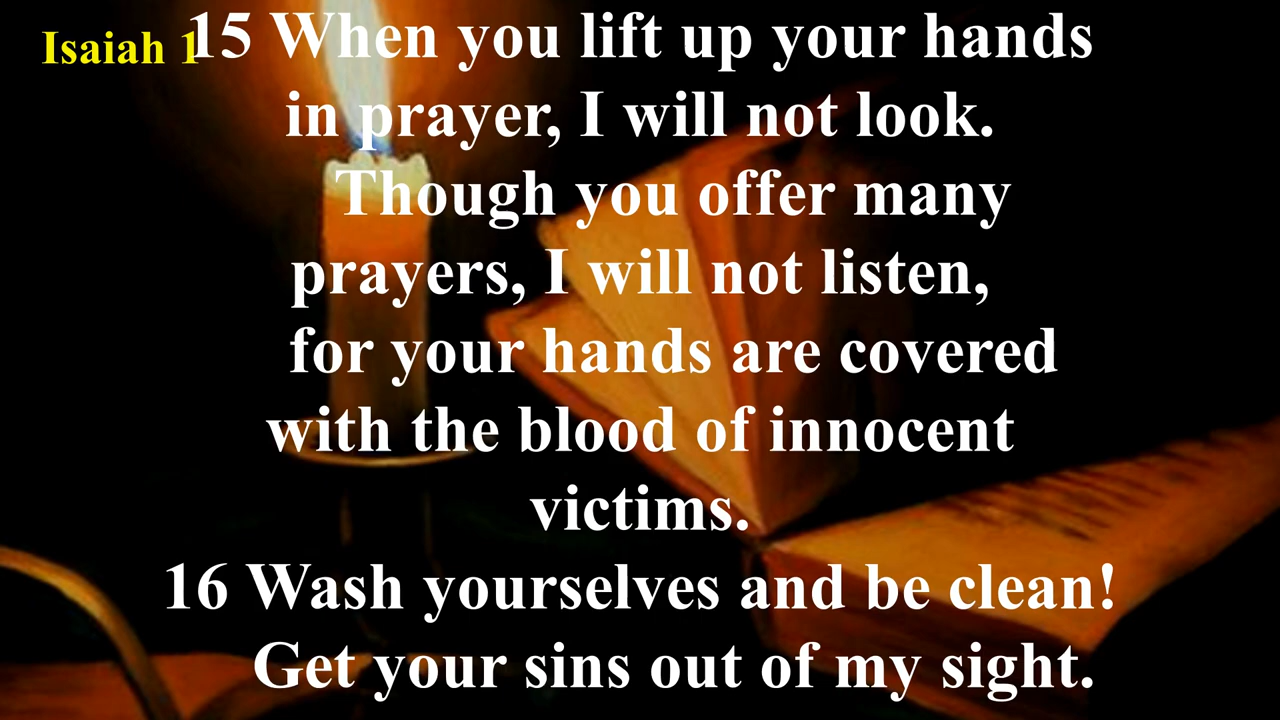 Isaiah 1
15 When you lift up your hands
in prayer, I will not look.
Though you offer many
prayers, I will not listen,
for your hands are covered
with the blood of innocent
victims.
16 Wash yourselves and be clean!
Get your sins out of my sight.